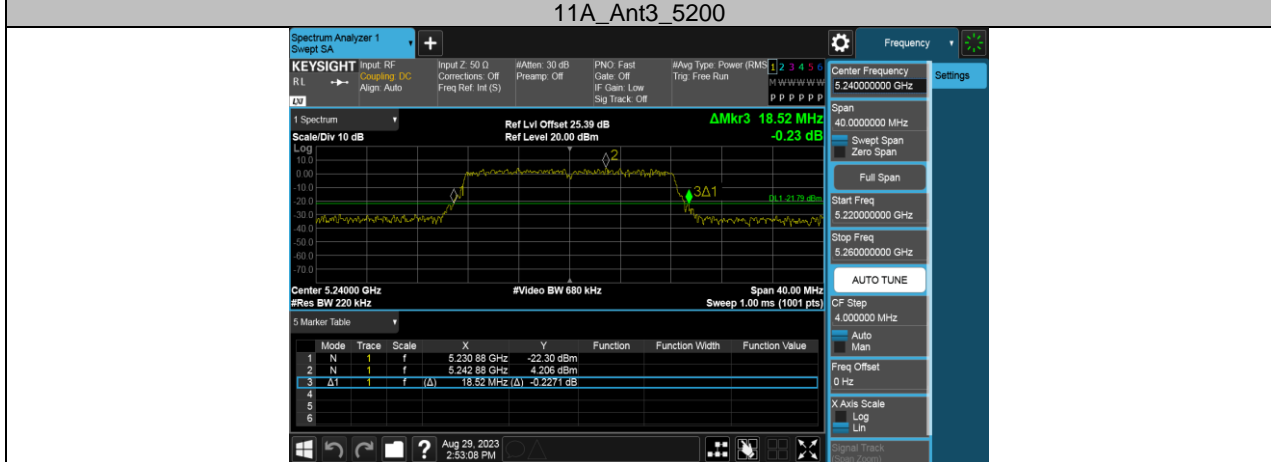 11A_Ant3_5200
Spectrum Analyzer 1
Swept SA
+
Frequency
KEYSIGHT
RL
LXI
Input: RF
Coupling: DC
Align: Auto
Input Z: 50 Ω
Corrections: Off
Freq Ref: Int (S)
#Atten: 30 dB
Preamp: Off
PNO: Fast
Gate: Off
IF Gain: Low
Sig Track: Off
#Avg Type: Power (RMS
Trig: Free Run
1 2 3 4 5 6
M W W W W W
P P P P P P
1 Spectrum
Scale/Div 10 dB
Ref Lvl Offset 25.39 dB
Ref Level 20.00 dBm
ΔMkr3 18.52 MHz
-0.23 dB
Log
10.0
0.00
-10.0
-20.0
-30.0
-40.0
-50.0
-60.0
-70.0
2
3Δ1
DL1 -21.79 dBm
Center 5.24000 GHz
#Res BW 220 kHz
#Video BW 680 kHz
Span 40.00 MHz
Sweep 1.00 ms (1001 pts)
5 Marker Table
Mode Trace Scale X Y Function Function Width Function Value
1 N 1 f 5.230 88 GHz -22.30 dBm
2 N 1 f 5.242 88 GHz 4.206 dBm
3 Δ1 1 f (Δ) 18.52 MHz (Δ) -0.2271 dB
4
5
6
Center Frequency
5.240000000 GHz
Settings
Span
40.0000000 MHz
Swept Span
Zero Span
Full Span
Start Freq
5.220000000 GHz
Stop Freq
5.260000000 GHz
AUTO TUNE
CF Step
4.000000 MHz
Auto
Man
Freq Offset
0 Hz
X Axis Scale
Log
Lin
Signal Track
(Span Zoom)
?
Aug 29, 2023
2:53:08 PM